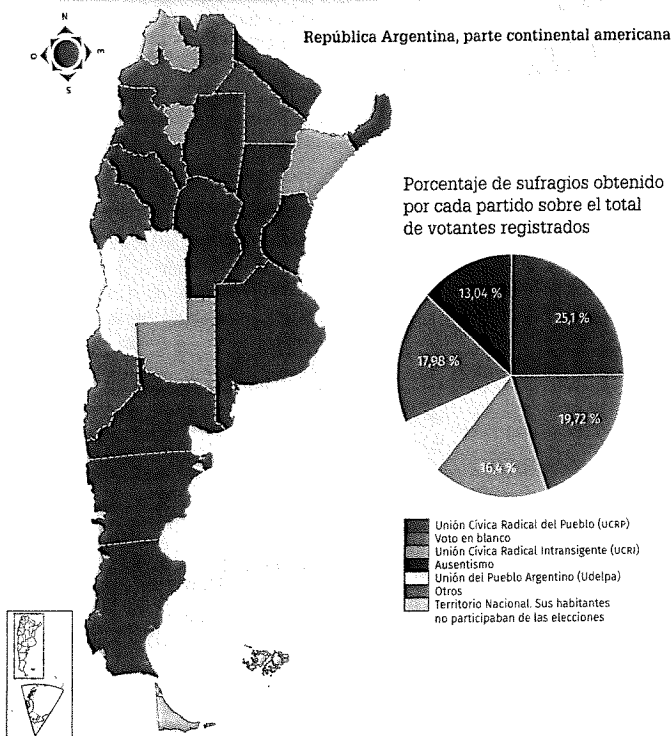 República Argentina, parte continental americana
O
E
S
Porcentaje de sufragios obtenido
por cada partido sobre el total
de votantes registrados
13,04 %
25,1 %
17,98 %
19,72 %
16,4 %
Unión Cívica Radical del Pueblo (UCRP)
Voto en blanco
Unión Cívica Radical Intransigente (UCRI)
Ausentismo
Unión del Pueblo Argentino (Udelpa)
Otros
Territorio Nacional. Sus habitantes
no participaban de las elecciones